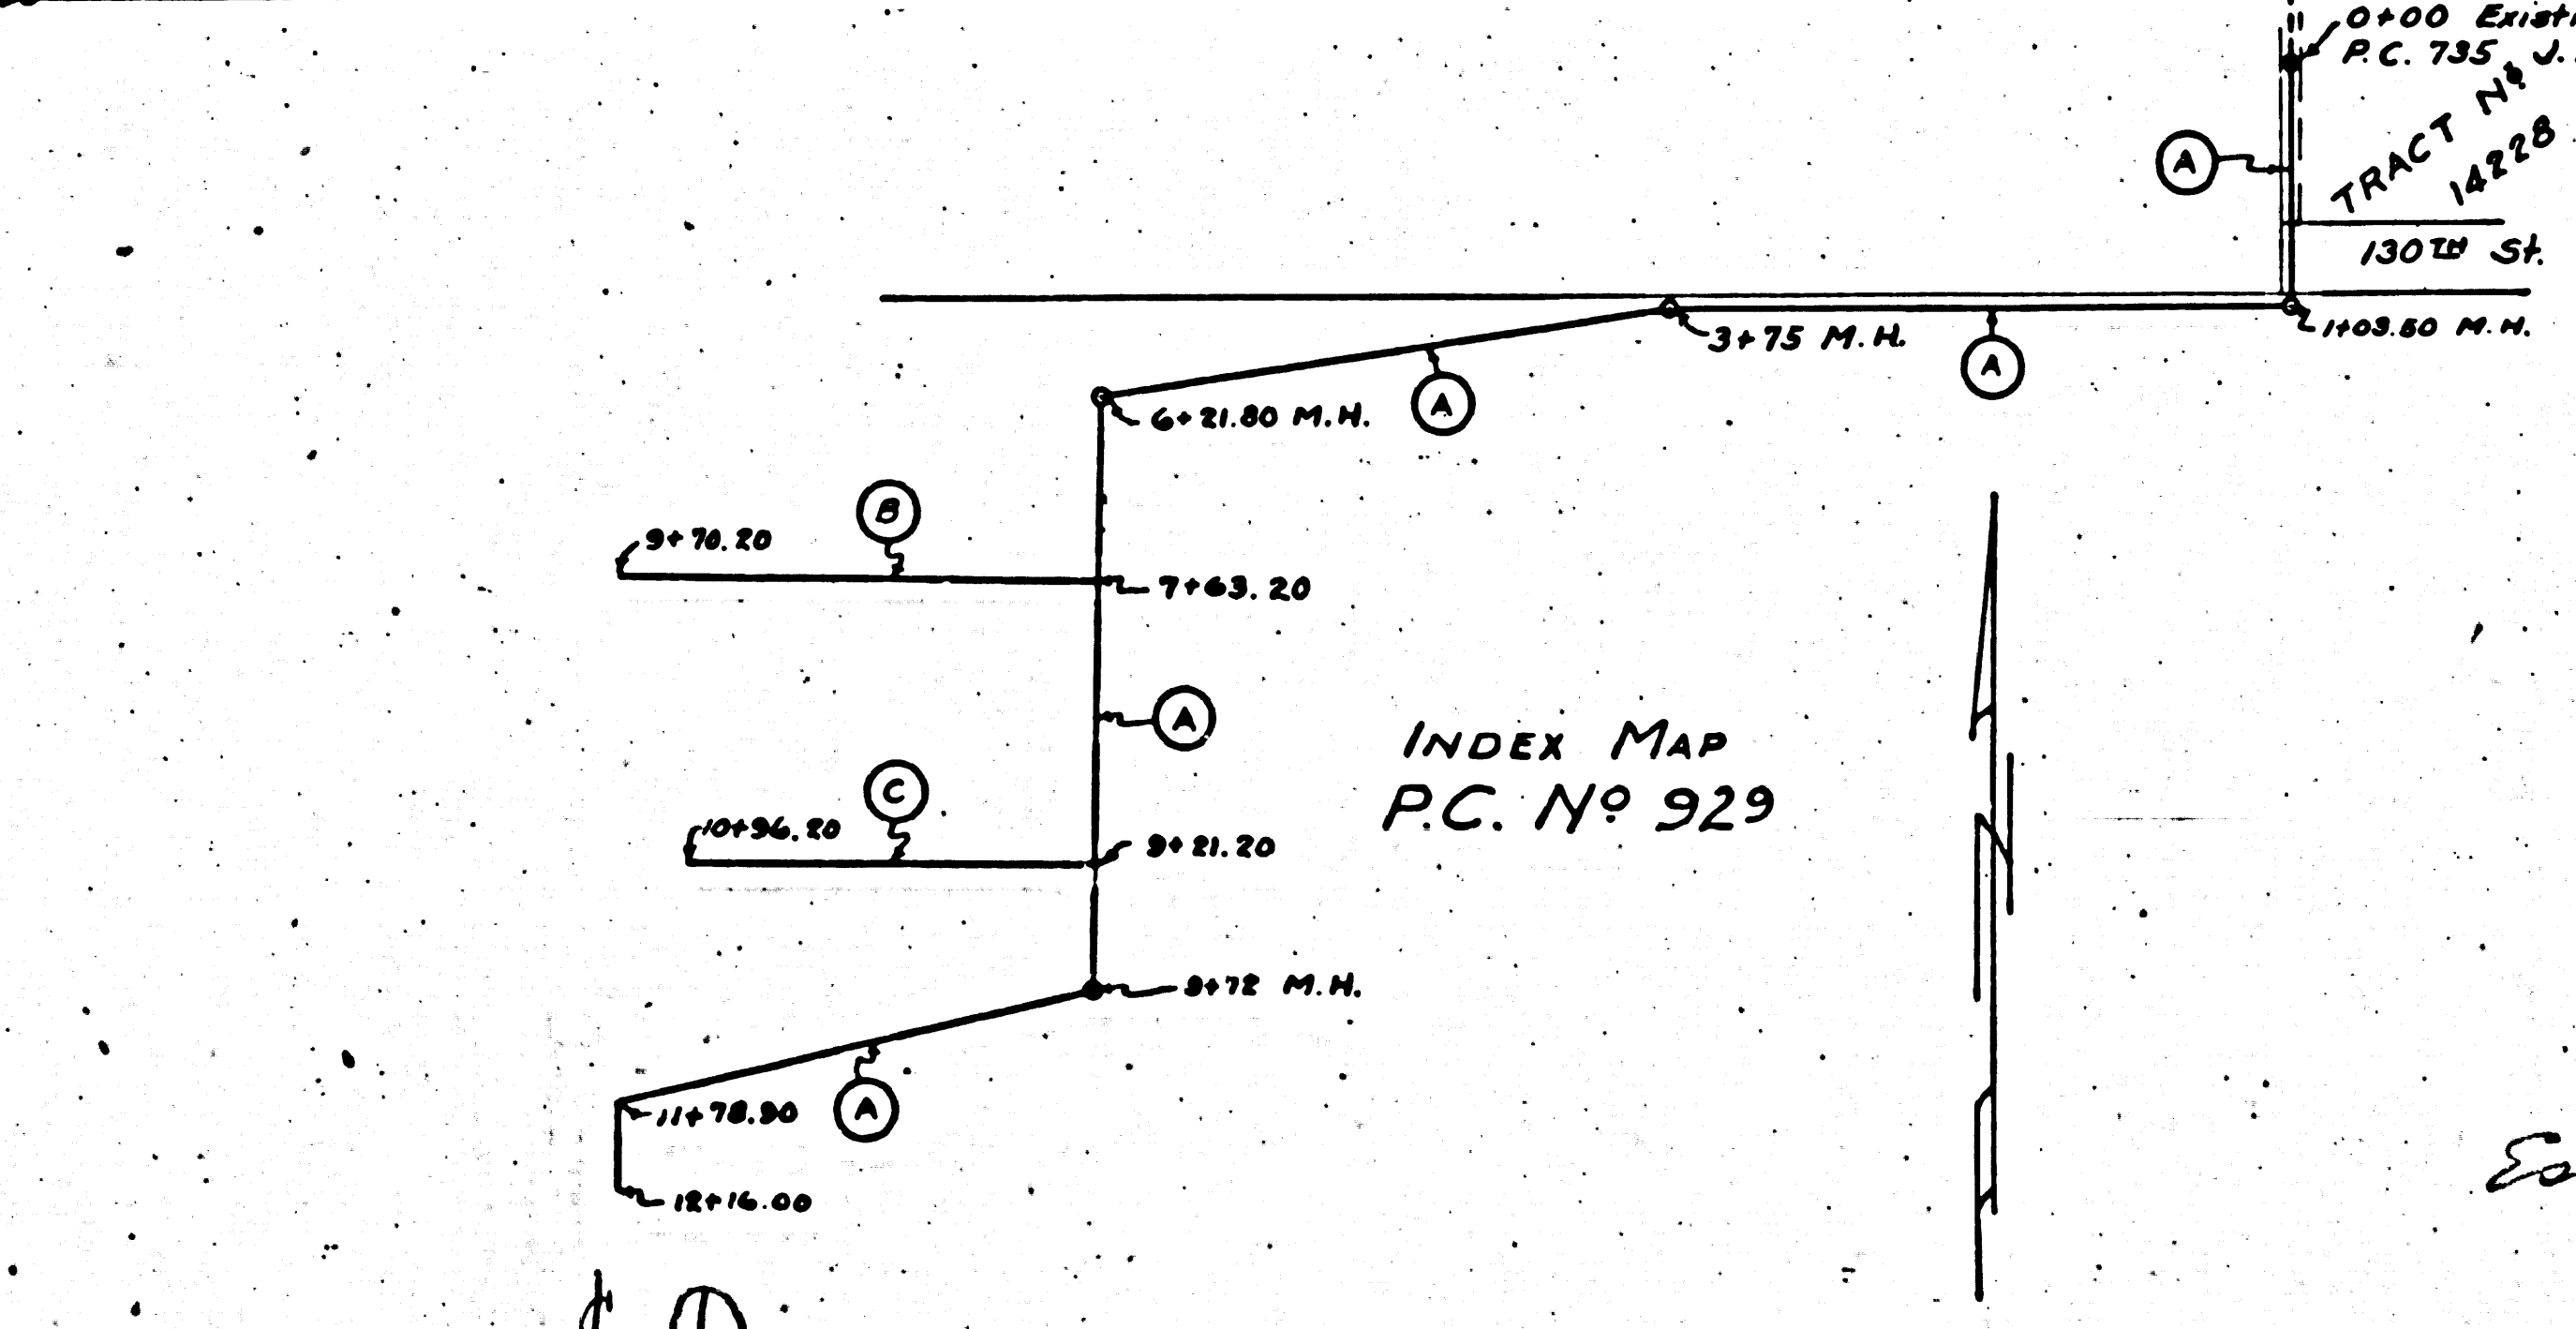 0+00 Existi
P.C. 735 J.
TRACT Nº
14228
A
130TH St.
1+03.50 M.H.
3+75 M.H.
A
A
6+21.80 M.H.
B
9+70.20
7+63.20
A
INDEX MAP
P.C. Nº 929
C
10+96.20
9+21.20
9+72 M.H.
11+78.90
A
12+16.00